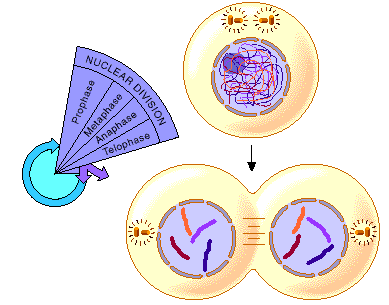 NUCLEAR DIVISION
Prophase
Metaphase
Anaphase
Telophase